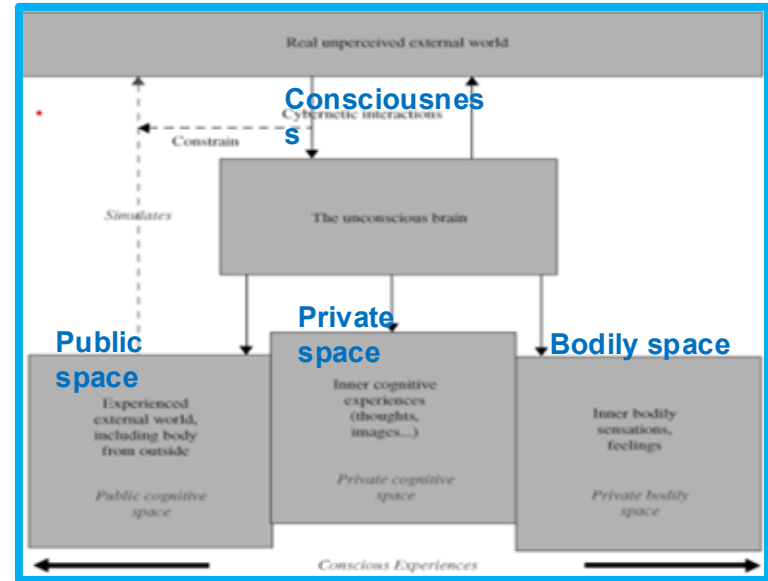 Real unperceived external world
Consciousnes
s
Cybernetic interactions
Constrain
Simulates
The unconscious brain
Public
space
Private
space
Bodily space
Experienced
external world,
including body
from outside
Public cognitive
space
Inner cognitive
experiences
(thoughts,
images...)
Private cognitive
space
Inner bodily
sensations,
feelings
Private bodily
space
Conscious Experiences